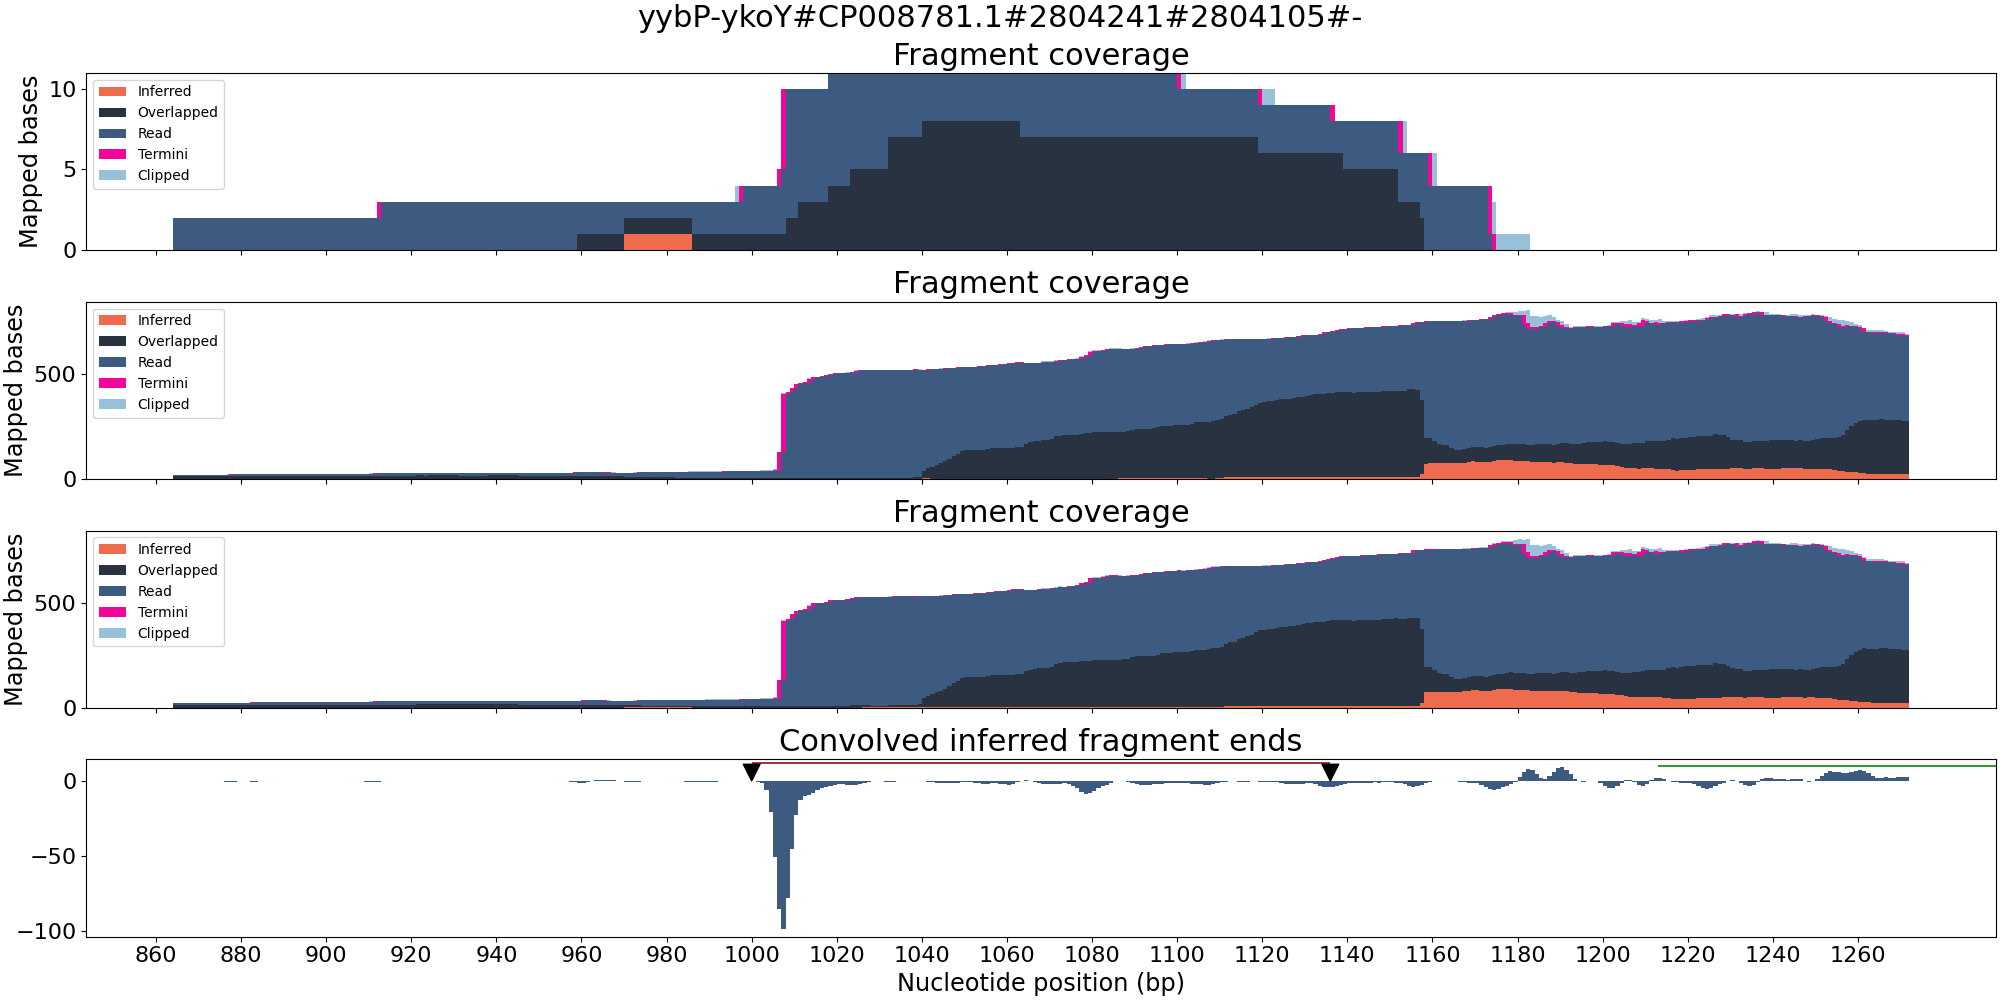 yybP-ykoY#CP008781.1#2804241#2804105#-
Fragment coverage
Mapped bases
10
5
0
Inferred
Overlapped
Read
Termini
Clipped
Fragment coverage
Mapped bases
500
0
Inferred
Overlapped
Read
Termini
Clipped
Fragment coverage
Mapped bases
500
0
Inferred
Overlapped
Read
Termini
Clipped
Convolved inferred fragment ends
0
−50
−100
860 880 900 920 940 960 980 1000 1020 1040 1060 1080 1100 1120 1140 1160 1180 1200 1220 1240 1260
Nucleotide position (bp)